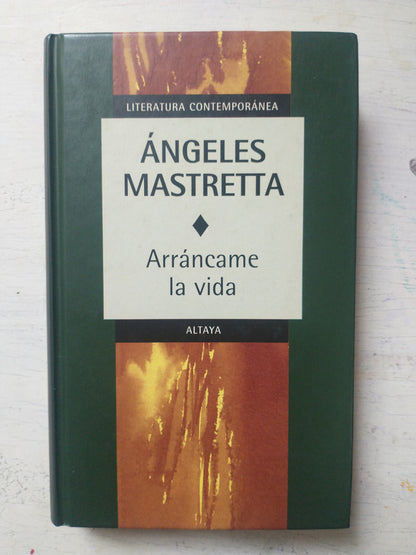 LITERATURA CONTEMPORÁNEA
ÁNGELES
MASTRETTA
Arráncame
la vida
ALTAYA